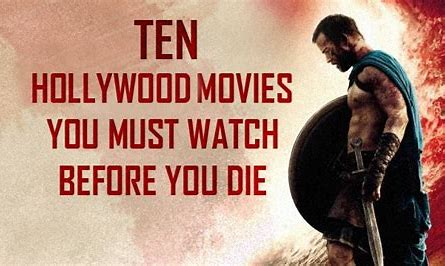 TEN
HOLLYWOOD MOVIES
YOU MUST WATCH
BEFORE YOU DIE